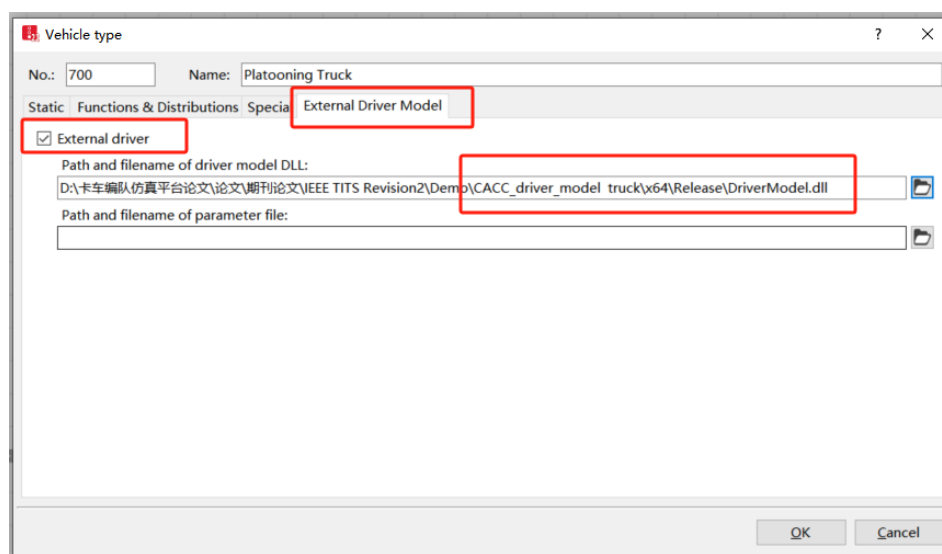 Vehicle type ?
No.: 700 Name: Platooning Truck
Static Functions & Distributions Specia External Driver Model
External driver
Path and filename of driver model DLL:
D:\卡车编队仿真平台论文\论文\期刊论文\IEEE TITS Revision2\Demo\CACC_driver_model truck\x64\Release\DriverModel.dll
Path and filename of parameter file:
OK Cancel